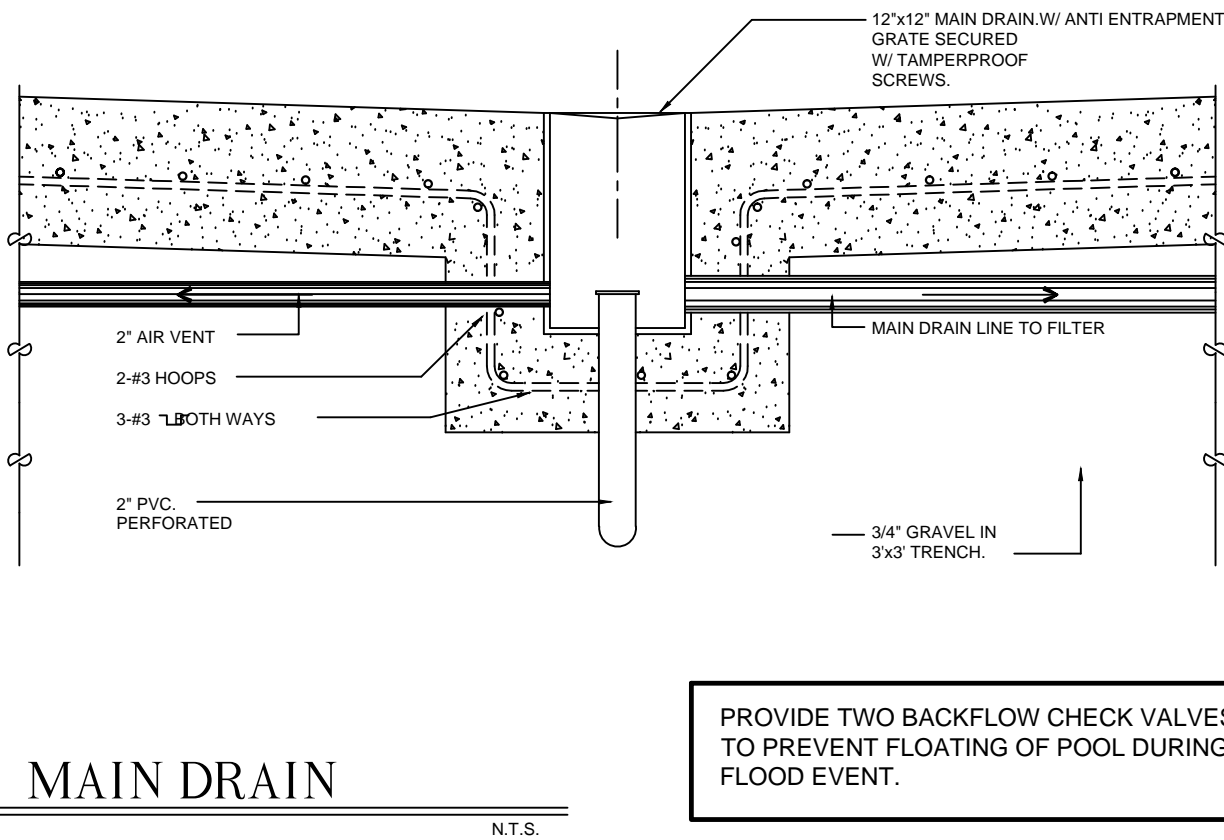 12"x12" MAIN DRAIN.W/ ANTI ENTRAPMENT
GRATE SECURED
W/ TAMPERPROOF
SCREWS.
2" AIR VENT
MAIN DRAIN LINE TO FILTER
2-#3 HOOPS
3-#3 BOTH WAYS
2" PVC.
PERFORATED
3/4" GRAVEL IN
3'x3' TRENCH.
PROVIDE TWO BACKFLOW CHECK VALVES
TO PREVENT FLOATING OF POOL DURING
FLOOD EVENT.
MAIN DRAIN
N.T.S.